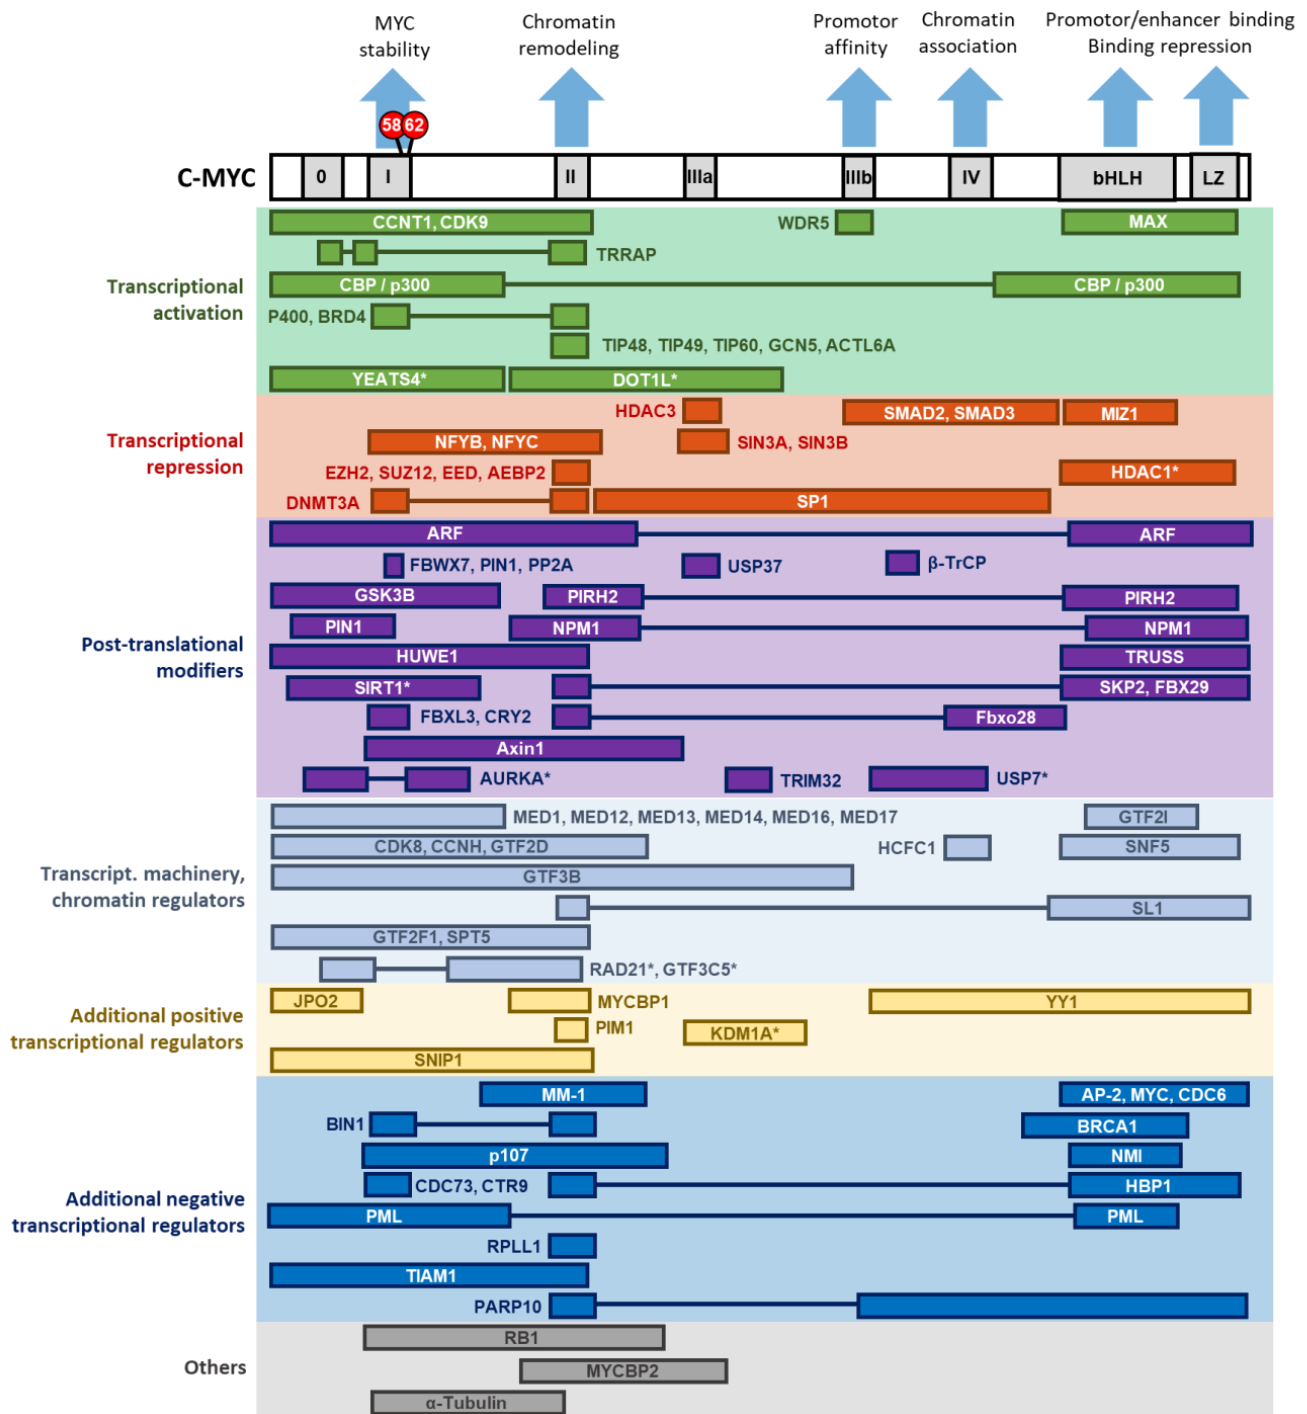 MYC
stability
Chromatin
remodeling
Promotor
affinity
Chromatin
association
Promotor/enhancer binding
Binding repression
58 62
C-MYC
0 I II IIIa IIIb IV bHLH LZ
Transcriptional
activation
CCNT1, CDK9 WDR5 MAX
TRRAP
CBP / p300 CBP / p300
P400, BRD4
TIP48, TIP49, TIP60, GCN5, ACTL6A
YEATS4* DOT1L*
Transcriptional
repression
HDAC3 SMAD2, SMAD3 MIZ1
NFYB, NFYC SIN3A, SIN3B
EZH2, SUZ12, EED, AEBP2 HDAC1*
DNMT3A SP1
Post-translational
modifiers
ARF ARF
FBWX7, PIN1, PP2A USP37 β-TrCP
GSK3B PIRH2 PIRH2
PIN1 NPM1 NPM1
HUWE1 TRUSS
SIRT1* SKP2, FBX29
FBXL3, CRY2 Fbxo28
Axin1
AURKA* TRIM32 USP7*
Transcript. machinery,
chromatin regulators
MED1, MED12, MED13, MED14, MED16, MED17 GTF2I
CDK8, CCNH, GTF2D HCFC1 SNF5
GTF3B
SL1
GTF2F1, SPT5
RAD21*, GTF3C5*
Additional positive
transcriptional regulators
JPO2 MYCBP1 YY1
PIM1 KDM1A*
SNIP1
Additional negative
transcriptional regulators
MM-1 AP-2, MYC, CDC6
BIN1 BRCA1
p107 NMI
CDC73, CTR9 HBP1
PML PML
RPLL1
TIAM1
PARP10
Others
RB1
MYCBP2
α-Tubulin